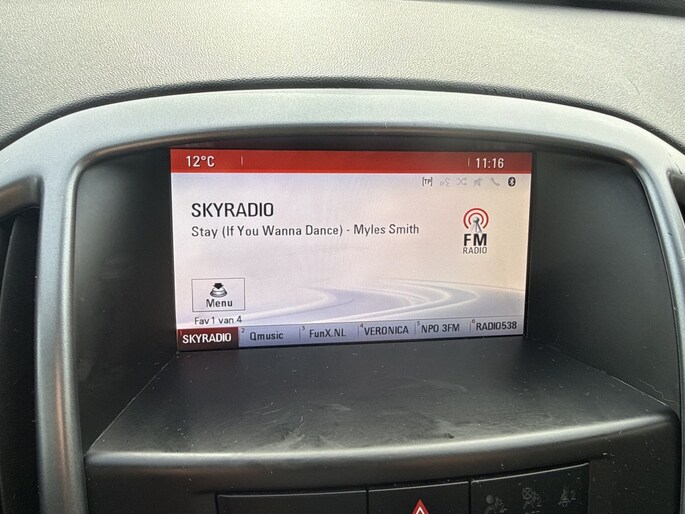 12°C 11:16
[TP]
SKYRADIO
Stay (If You Wanna Dance) - Myles Smith
FM
RADIO
Menu
Fav 1 van 4
1 SKYRADIO 2 Qmusic 3 FunX.NL 4 VERONICA 5 NPO 3FM 6 RADIO538